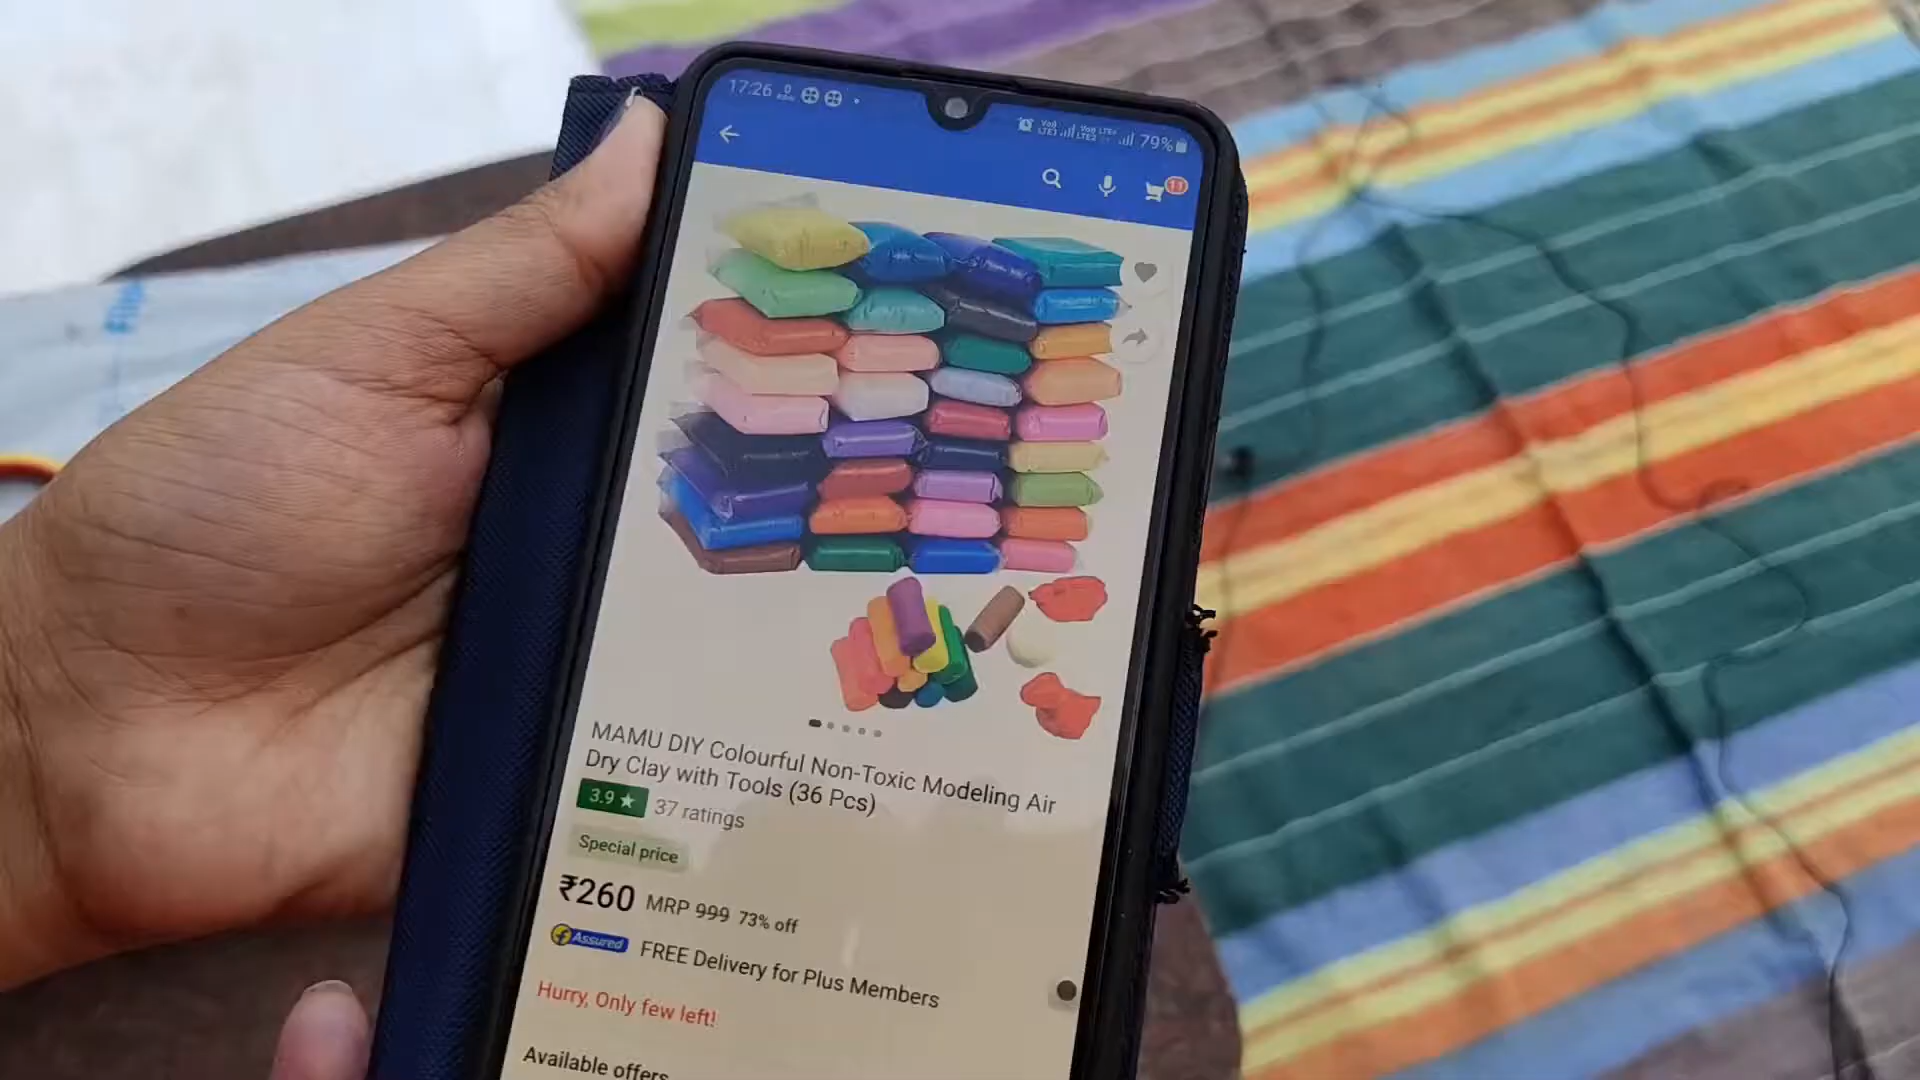 17:26
79%
11
MAMU DIY Colourful Non-Toxic Modeling Air
Dry Clay with Tools (36 Pcs)
3.9★ 37 ratings
Special price
₹260 MRP 999 73% off
Assured FREE Delivery for Plus Members
Hurry, Only few left!
Available offers